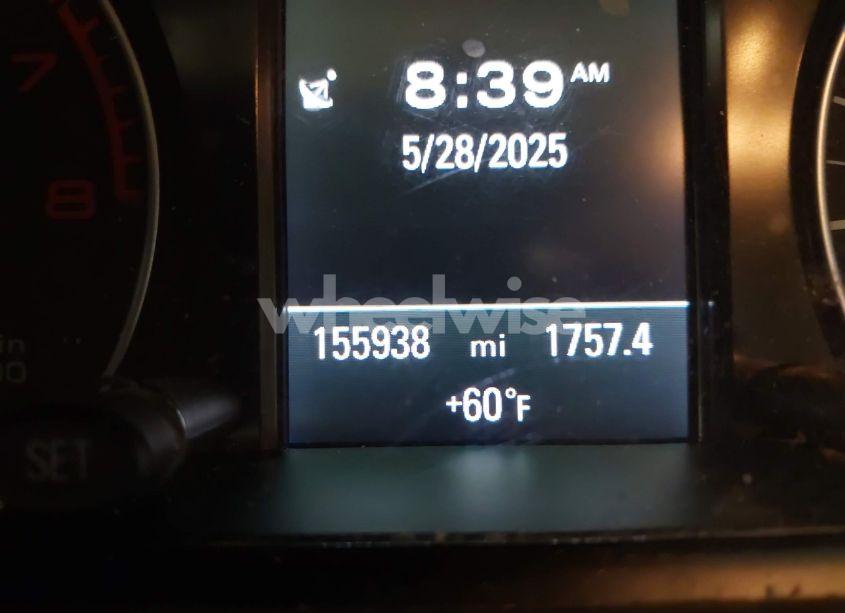 7
8
8:39 AM
5/28/2025
wheelwise
155938 mi 1757.4
+60°F
SET